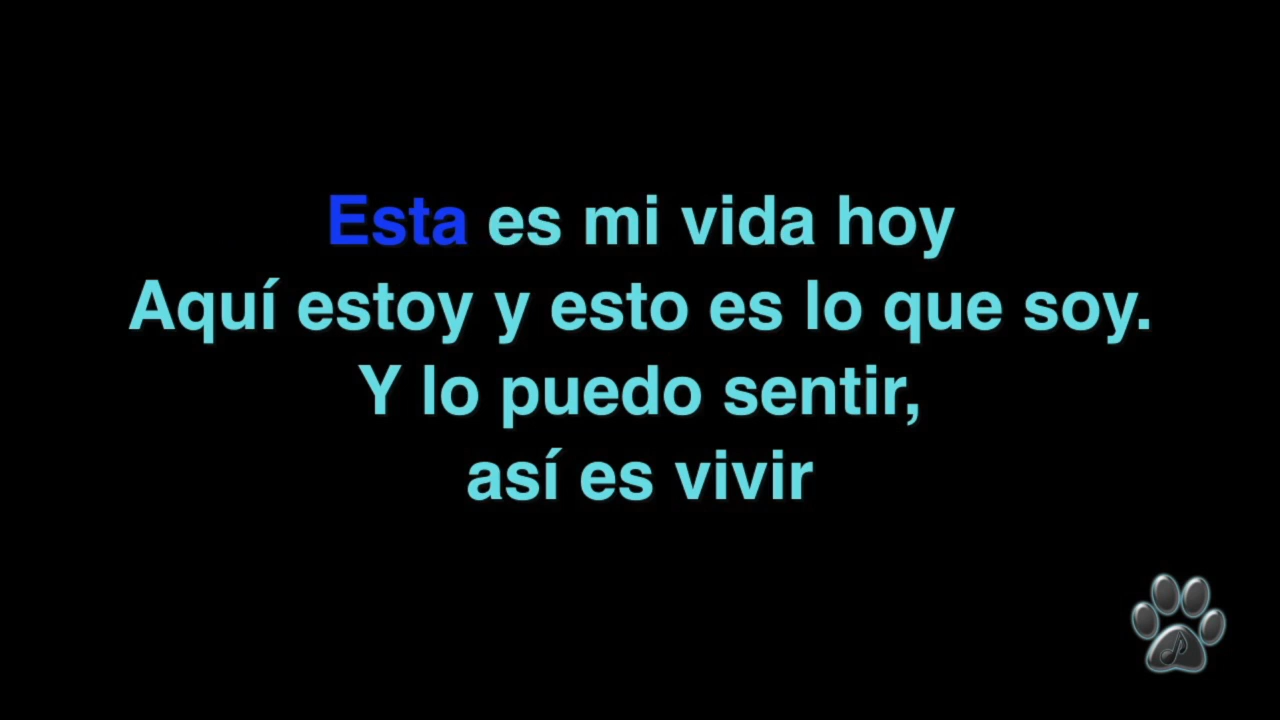 Esta es mi vida hoy
Aquí estoy y esto es lo que soy.
Y lo puedo sentir,
así es vivir